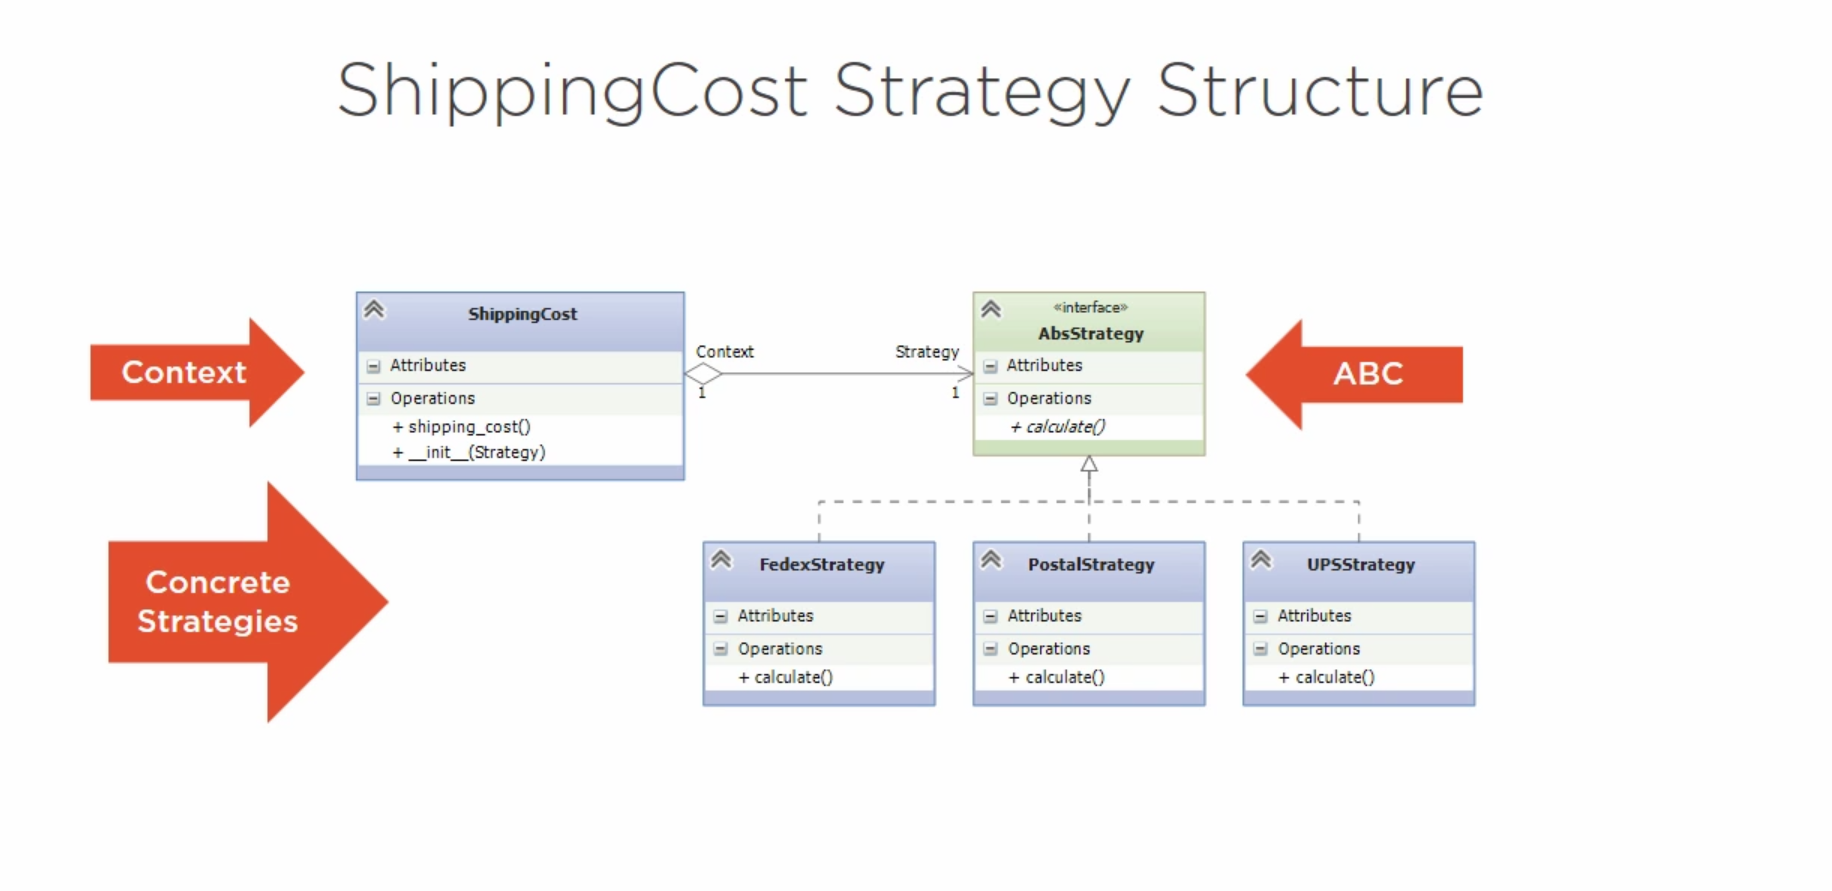 ShippingCost Strategy Structure
Context
ShippingCost
Attributes
Operations
+ shipping_cost()
+ __init__(Strategy)
Context
1
Strategy
1
«interface»
AbsStrategy
Attributes
Operations
+ calculate()
ABC
Concrete
Strategies
FedexStrategy
Attributes
Operations
+ calculate()
PostalStrategy
Attributes
Operations
+ calculate()
UPSStrategy
Attributes
Operations
+ calculate()